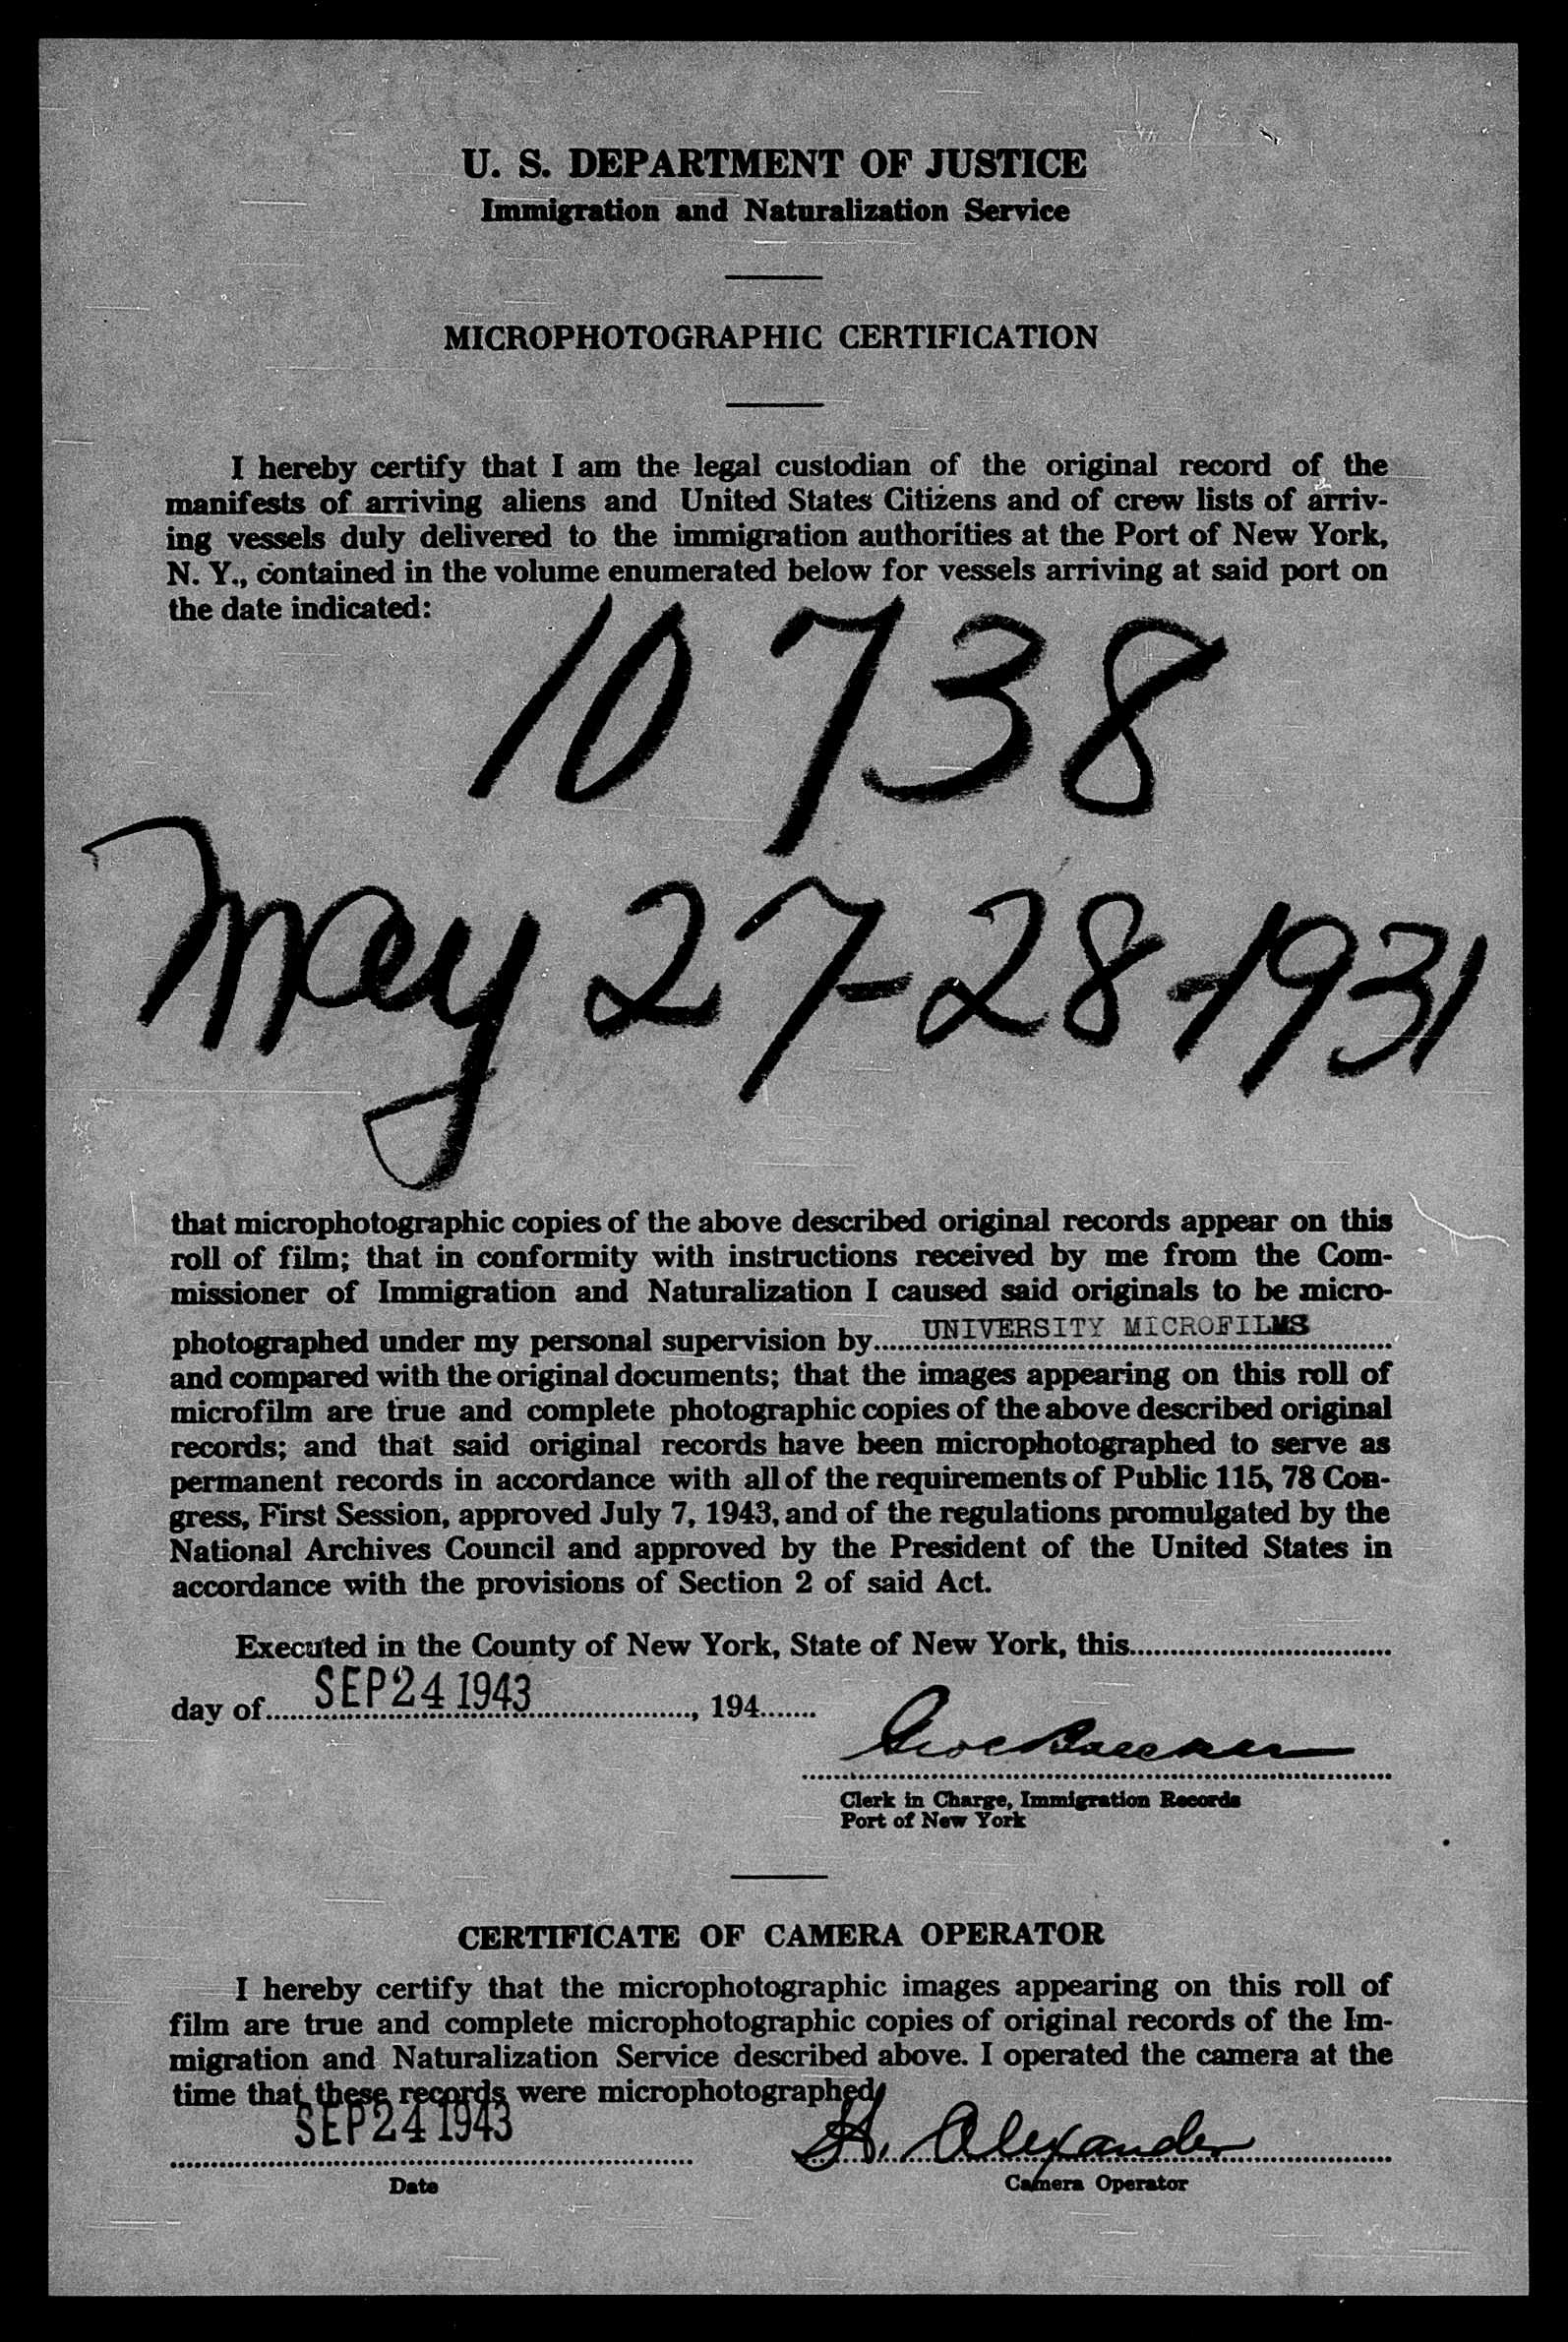 U. S. DEPARTMENT OF JUSTICE
Immigration and Naturalization Service
MICROPHOTOGRAPHIC CERTIFICATION
I hereby certify that I am the legal custodian of the original record of the
manifests of arriving aliens and United States Citizens and of crew lists of arriv-
ing vessels duly delivered to the immigration authorities at the Port of New York,
N. Y., contained in the volume enumerated below for vessels arriving at said port on
the date indicated:
10738
May 27-28-1931
that microphotographic copies of the above described original records appear on this
roll of film; that in conformity with instructions received by me from the Com-
missioner of Immigration and Naturalization I caused said originals to be micro-
photographed under my personal supervision by UNIVERSITY MICROFILMS
and compared with the original documents; that the images appearing on this roll of
microfilm are true and complete photographic copies of the above described original
records; and that said original records have been microphotographed to serve as
permanent records in accordance with all of the requirements of Public 115, 78 Con-
gress, First Session, approved July 7, 1943, and of the regulations promulgated by the
National Archives Council and approved by the President of the United States in
accordance with the provisions of Section 2 of said Act.
Executed in the County of New York, State of New York, this
day of SEP 24 1943, 194
Clerk in Charge, Immigration Records
Port of New York
CERTIFICATE OF CAMERA OPERATOR
I hereby certify that the microphotographic images appearing on this roll of
film are true and complete microphotographic copies of original records of the Im-
migration and Naturalization Service described above. I operated the camera at the
time that these records were microphotographed.
SEP 24 1943 Alexander
Date Camera Operator